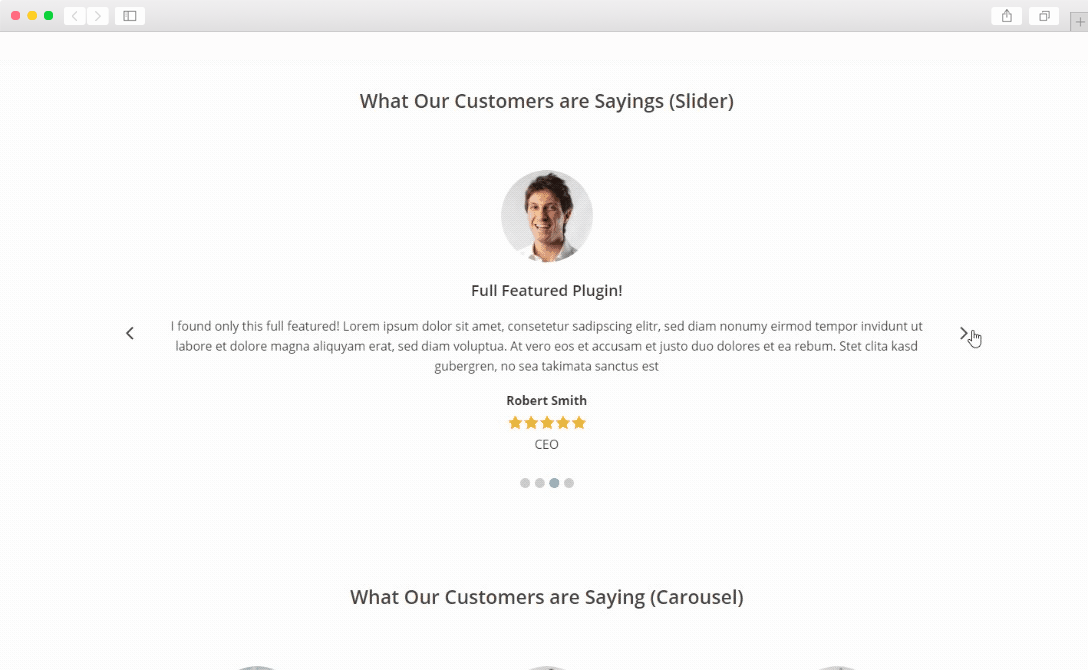 What Our Customers are Sayings (Slider)
Full Featured Plugin!
I found only this full featured! Lorem ipsum dolor sit amet, consetetur sadipscing elitr, sed diam nonumy eirmod tempor invidunt ut
labore et dolore magna aliquyam erat, sed diam voluptua. At vero eos et accusam et justo duo dolores et ea rebum. Stet clita kasd
gubergren, no sea takimata sanctus est
Robert Smith
CEO
What Our Customers are Saying (Carousel)